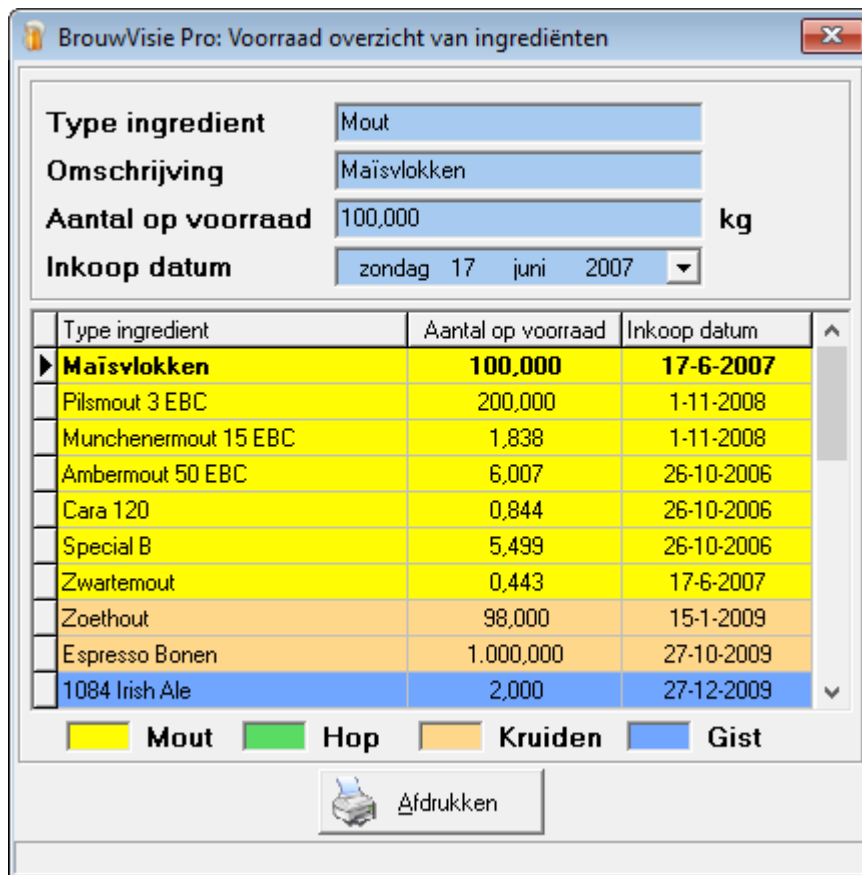 BrouwVisie Pro: Voorraad overzicht van ingrediënten
Type ingredient Mout
Omschrijving Maïsvlokken
Aantal op voorraad 100,000 kg
Inkoop datum zondag 17 juni 2007
Type ingredient Aantal op voorraad Inkoop datum
Maïsvlokken 100,000 17-6-2007
Pilsmout 3 EBC 200,000 1-11-2008
Munchenermout 15 EBC 1,838 1-11-2008
Ambermout 50 EBC 6,007 26-10-2006
Cara 120 0,844 26-10-2006
Special B 5,499 26-10-2006
Zwartemout 0,443 17-6-2007
Zoethout 98,000 15-1-2009
Espresso Bonen 1.000,000 27-10-2009
1084 Irish Ale 2,000 27-12-2009
Mout Hop Kruiden Gist
Afdrukken